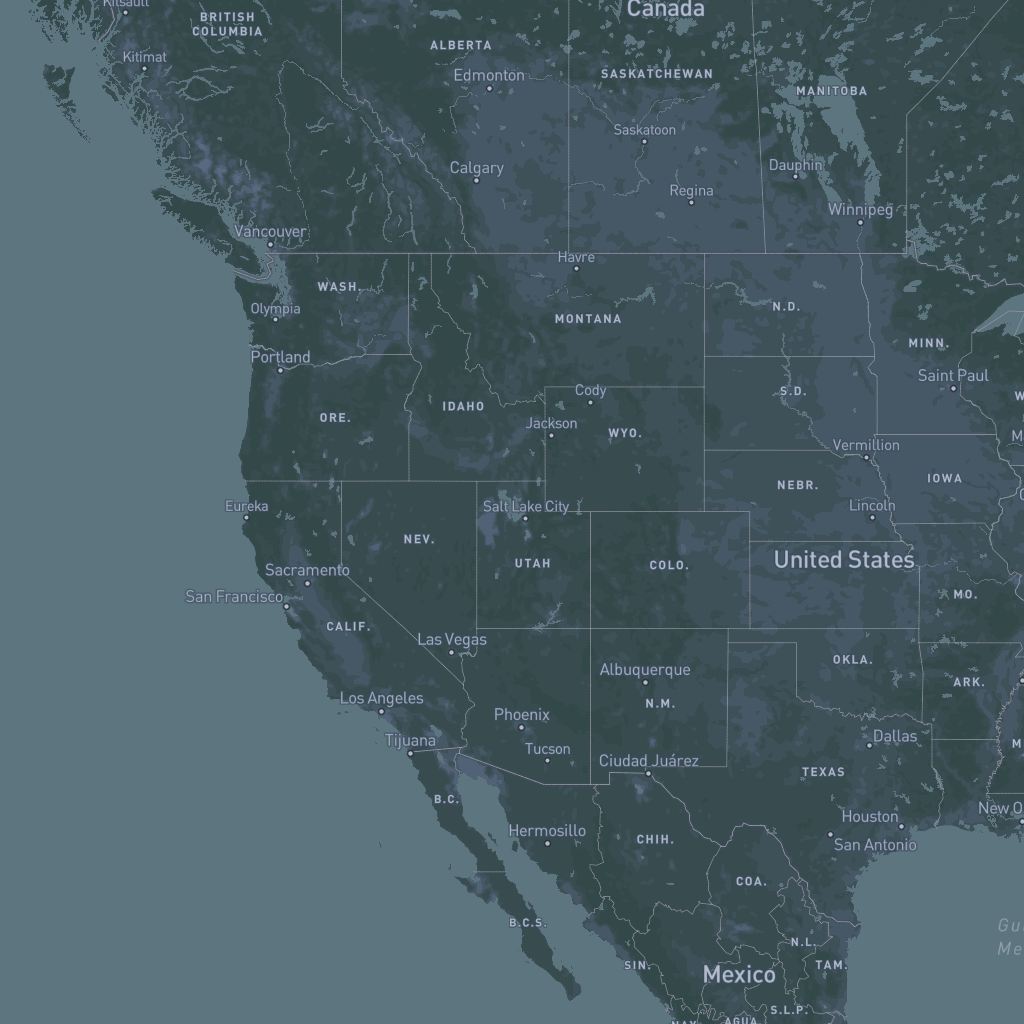 Kitsault
BRITISH
COLUMBIA
Canada
ALBERTA
Kitimat
Edmonton
SASKATCHEWAN
MANITOBA
Saskatoon
Calgary
Dauphin
Regina
Winnipeg
Vancouver
Havre
WASH.
Olympia
MONTANA
N.D.
MINN.
Portland
Saint Paul
Cody
S.D.
IDAHO
ORE.
Jackson
WYO.
Vermillion
Eureka
Salt Lake City
NEBR.
IOWA
Lincoln
NEV.
UTAH
COLO.
United States
Sacramento
San Francisco
MO.
CALIF.
Las Vegas
OKLA.
Albuquerque
ARK.
Los Angeles
N.M.
Phoenix
Tijuana
Tucson
Dallas
Ciudad Juárez
TEXAS
B.C.
New O
Houston
Hermosillo
CHIH.
San Antonio
COA.
B.C.S.
Gu
Me
N.L.
SIN.
Mexico
TAM.
S.L.P.
NAY.
AGUA.